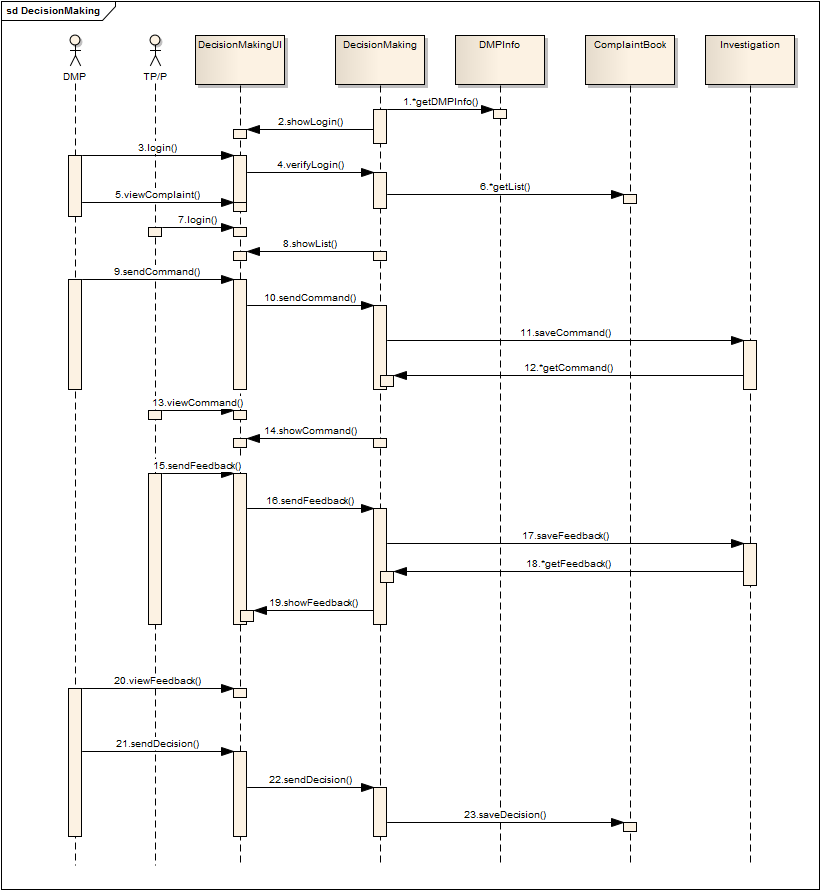 sd DecisionMaking
DMP
TP/P
DecisionMakingUI
DecisionMaking
DMPInfo
ComplaintBook
Investigation
1.*getDMPInfo()
2.showLogin()
3.login()
4.verifyLogin()
5.viewComplaint()
6.*getList()
7.login()
8.showList()
9.sendCommand()
10.sendCommand()
11.saveCommand()
12.*getCommand()
13.viewCommand()
14.showCommand()
15.sendFeedback()
16.sendFeedback()
17.saveFeedback()
18.*getFeedback()
19.showFeedback()
20.viewFeedback()
21.sendDecision()
22.sendDecision()
23.saveDecision()